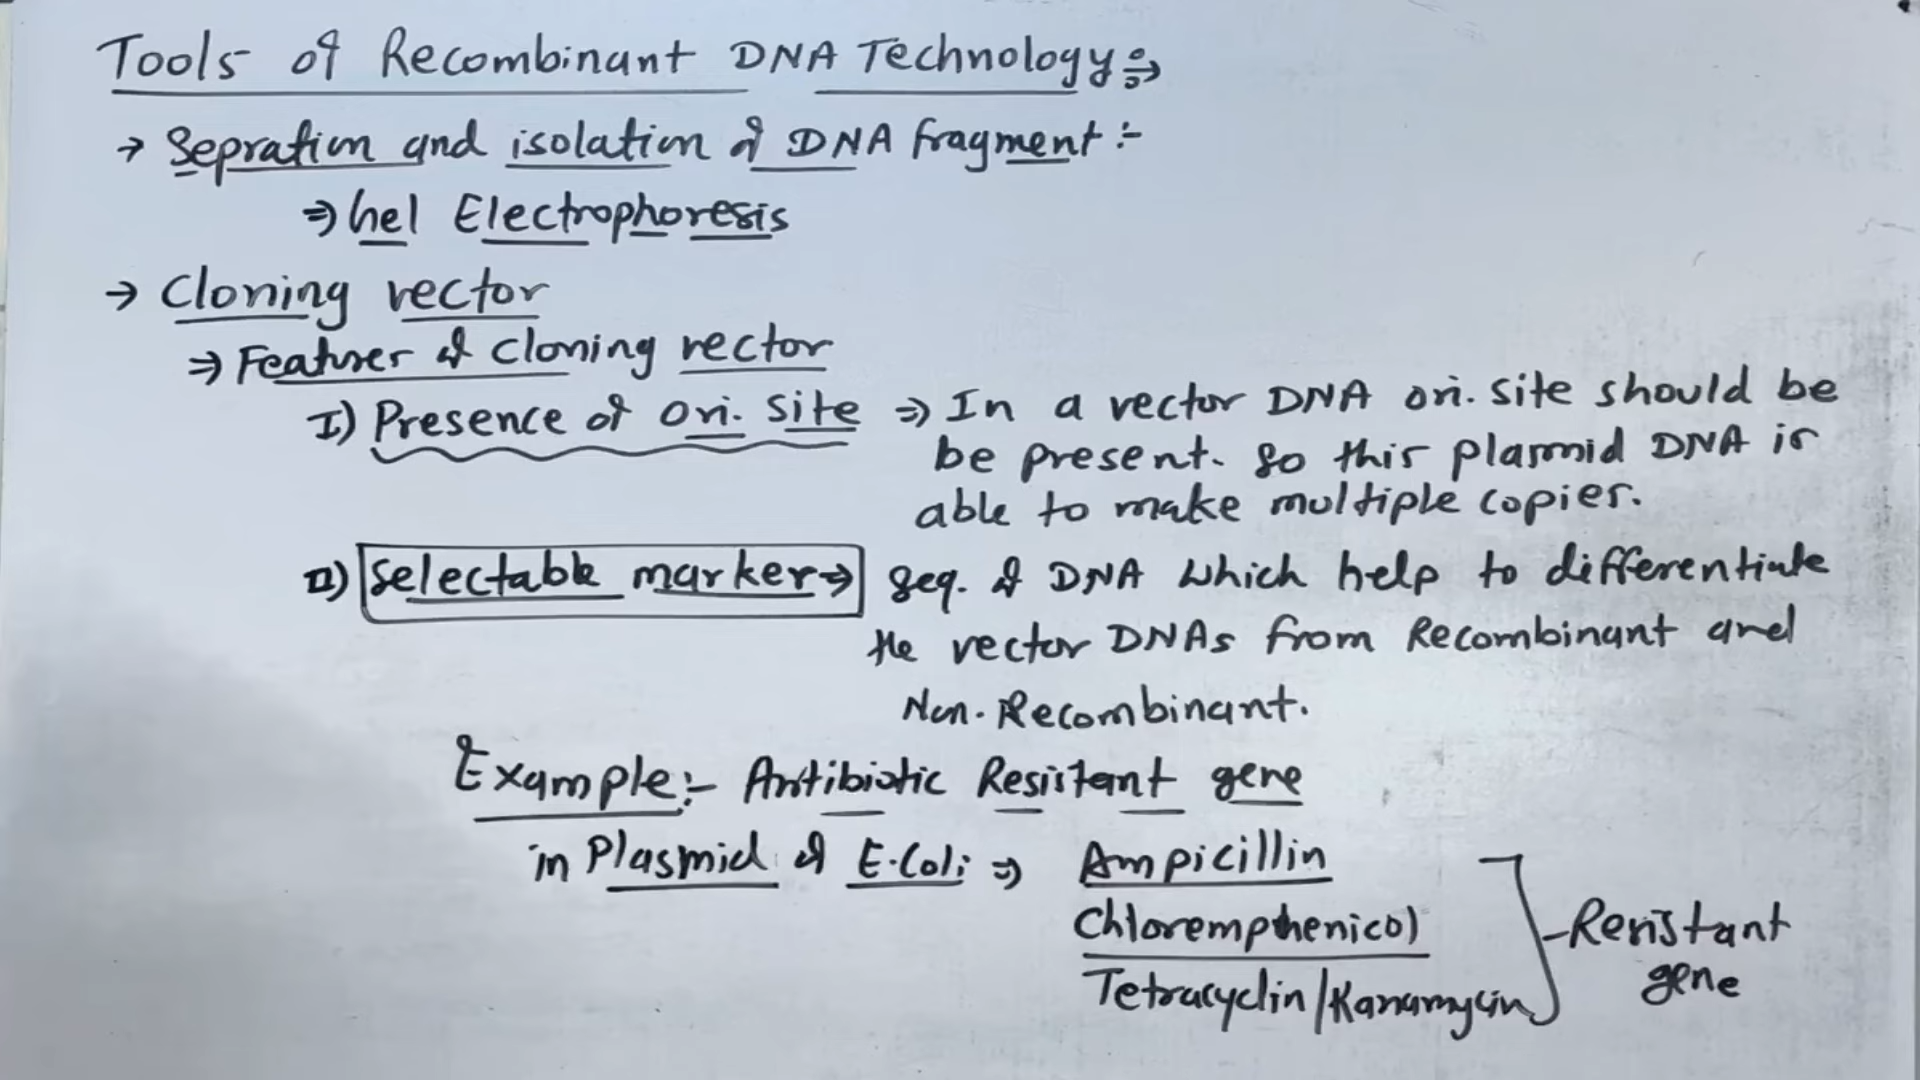 Tools of Recombinant DNA Technology:⇒
→ Sepration and isolation of DNA fragment :-
⇒ Gel Electrophoresis
→ Cloning vector
⇒ Features of cloning vector
I) Presence of ori. site ⇒ In a vector DNA ori. site should be
be present. So this plasmid DNA is
able to make multiple copies.
II) Selectable marker ⇒ Seq. of DNA which help to differentiate
the vector DNAs from Recombinant and
Non-Recombinant.
Example:- Antibiotic Resistant gene
in Plasmid of E.Coli ⇒ Ampicillin
Chlorempthenicol
Tetracyclin/Kanamycin
Resistant
gene